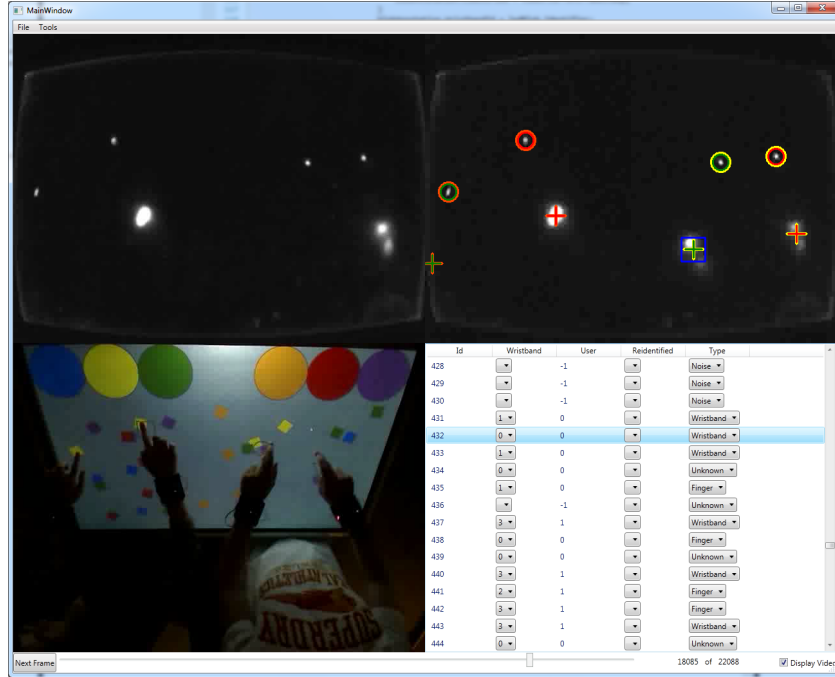 MainWindow
File Tools
Id Wristband User Reidentified Type
428 -1 Noise
429 -1 Noise
430 -1 Noise
431 1 0 Wristband
432 0 0 Wristband
433 1 0 Wristband
434 0 0 Unknown
435 1 0 Finger
436 -1 Unknown
437 3 1 Wristband
438 0 0 Finger
439 0 0 Unknown
440 3 1 Wristband
441 2 1 Finger
442 3 1 Finger
443 3 1 Wristband
444 0 0 Unknown
SUPERDRY
Next Frame 18085 of 22088 Display Video